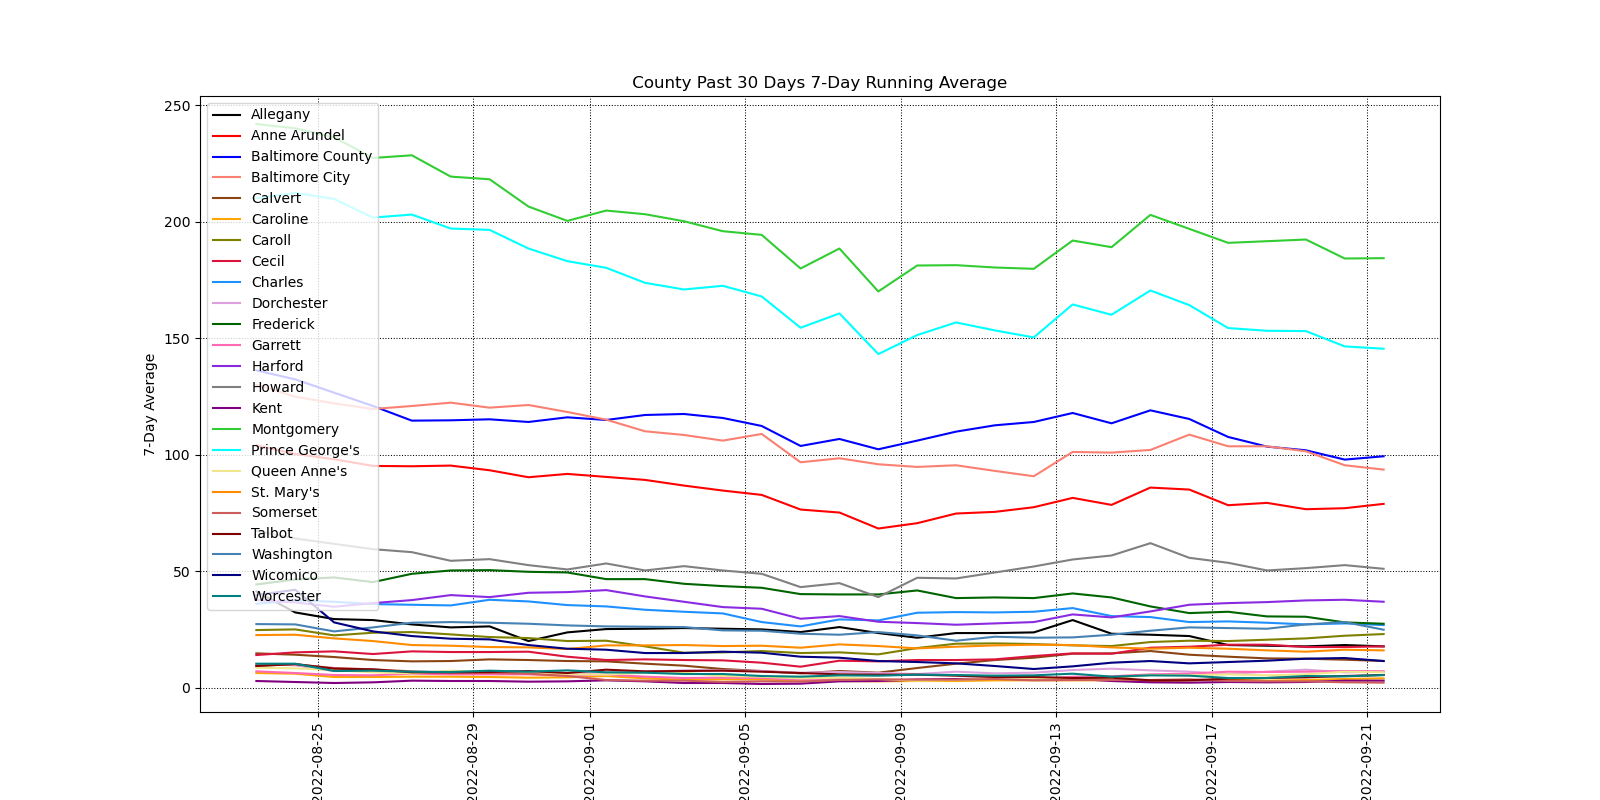 County Past 30 Days 7-Day Running Average
7-Day Average
250
200
150
100
50
0
Allegany
Anne Arundel
Baltimore County
Baltimore City
Calvert
Caroline
Caroll
Cecil
Charles
Dorchester
Frederick
Garrett
Harford
Howard
Kent
Montgomery
Prince George's
Queen Anne's
St. Mary's
Somerset
Talbot
Washington
Wicomico
Worcester
2022-08-25
2022-08-29
2022-09-01
2022-09-05
2022-09-09
2022-09-13
2022-09-17
2022-09-21